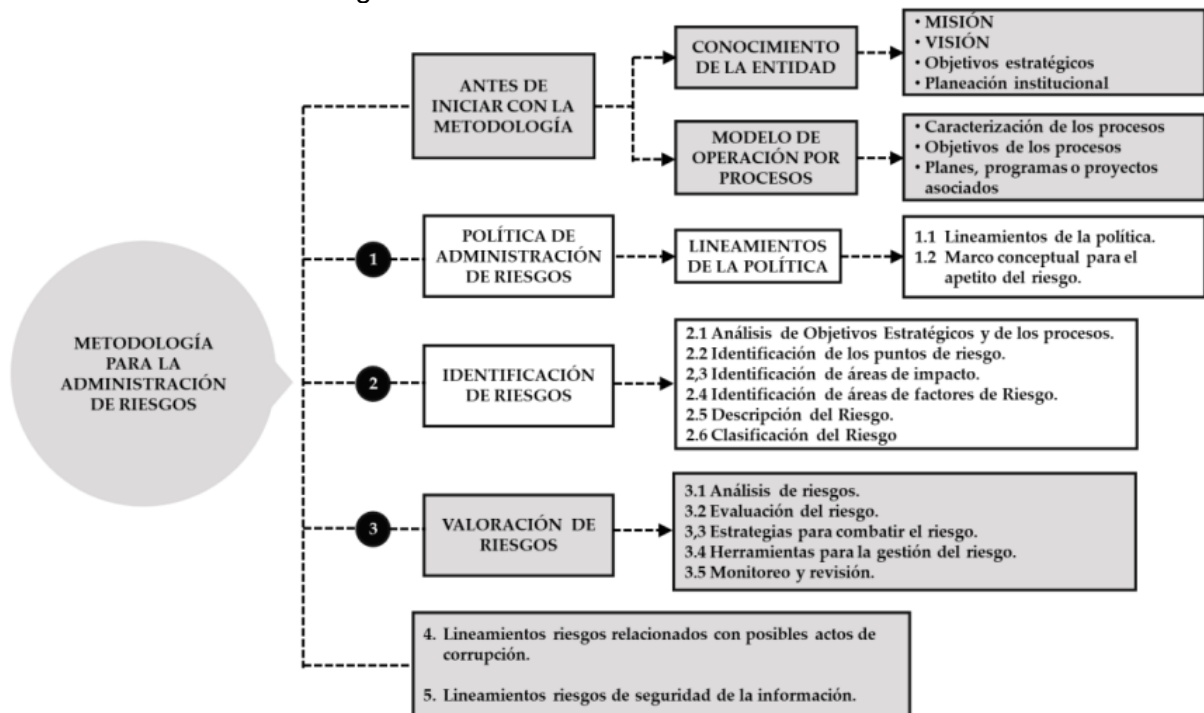 METODOLOGÍA
PARA LA
ADMINISTRACIÓN
DE RIESGOS
ANTES DE
INICIAR CON LA
METODOLOGÍA
CONOCIMIENTO
DE LA ENTIDAD
• MISIÓN
• VISIÓN
• Objetivos estratégicos
• Planeación institucional
MODELO DE
OPERACIÓN POR
PROCESOS
• Caracterización de los procesos
• Objetivos de los procesos
• Planes, programas o proyectos
asociados
1
POLÍTICA DE
ADMINISTRACIÓN
DE RIESGOS
LINEAMIENTOS
DE LA POLÍTICA
1.1 Lineamientos de la política.
1.2 Marco conceptual para el
apetito del riesgo.
2
IDENTIFICACIÓN
DE RIESGOS
2.1 Análisis de Objetivos Estratégicos y de los procesos.
2.2 Identificación de los puntos de riesgo.
2,3 Identificación de áreas de impacto.
2.4 Identificación de áreas de factores de Riesgo.
2.5 Descripción del Riesgo.
2.6 Clasificación del Riesgo
3
VALORACIÓN DE
RIESGOS
3.1 Análisis de riesgos.
3.2 Evaluación del riesgo.
3,3 Estrategias para combatir el riesgo.
3.4 Herramientas para la gestión del riesgo.
3.5 Monitoreo y revisión.
4. Lineamientos riesgos relacionados con posibles actos de
corrupción.
5. Lineamientos riesgos de seguridad de la información.